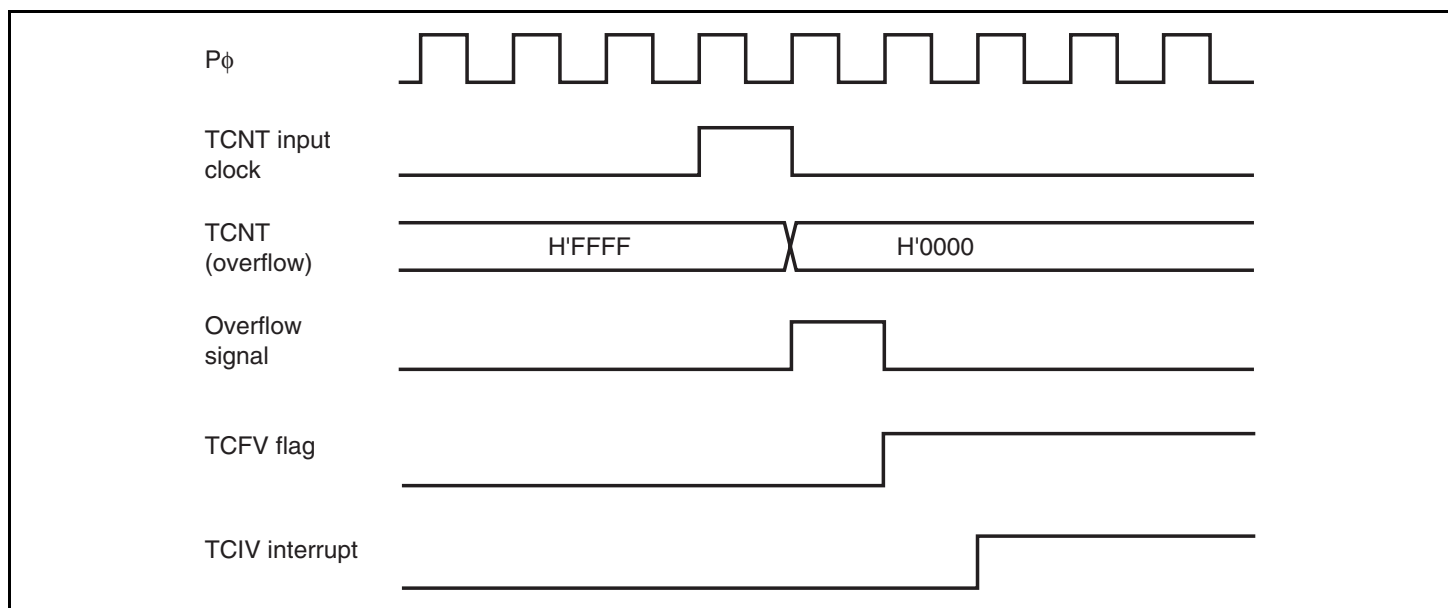 Pϕ
TCNT input
clock
TCNT
(overflow)
H'FFFF
H'0000
Overflow
signal
TCFV flag
TCIV interrupt